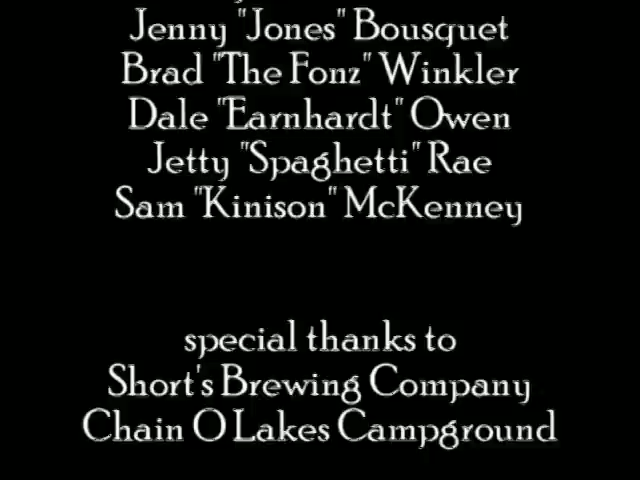 Jenny "Jones" Bousquet
Brad "The Fonz" Winkler
Dale "Earnhardt" Owen
Jetty "Spaghetti" Rae
Sam "Kinison" McKenney
special thanks to
Short's Brewing Company
Chain O Lakes Campground